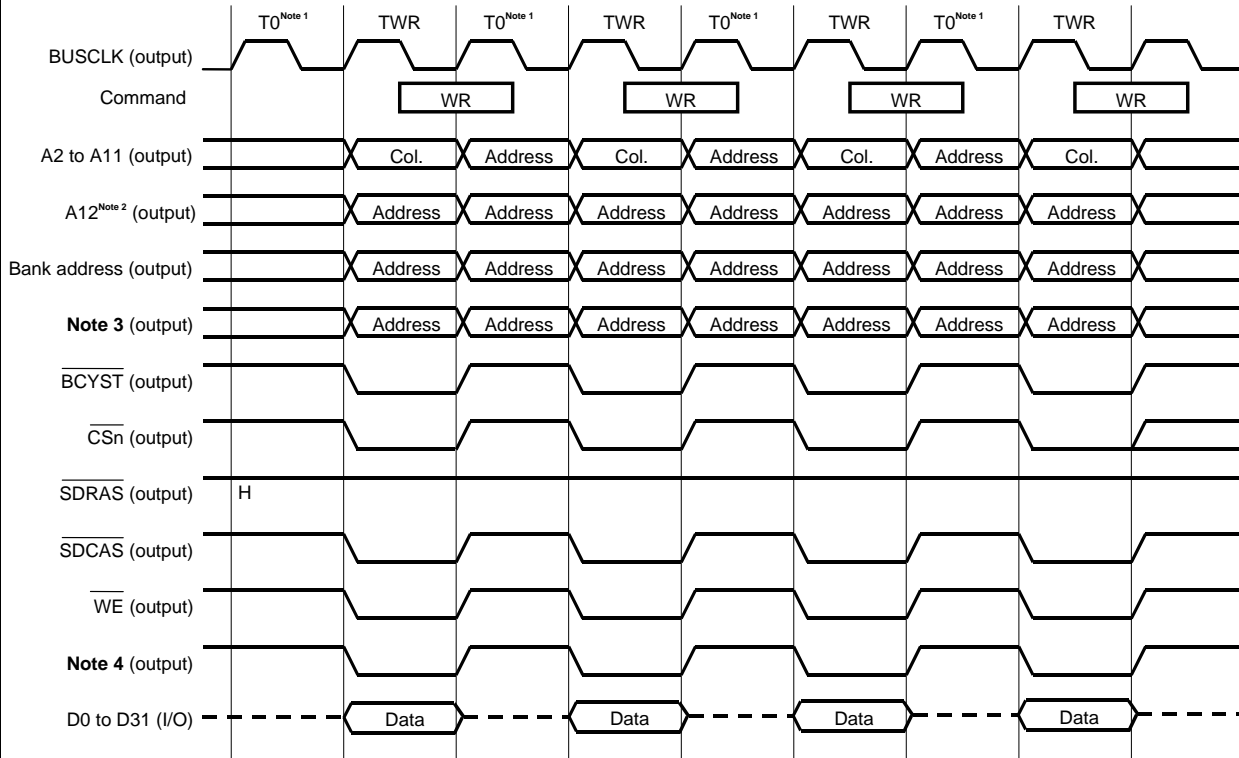 T0Note 1 TWR T0Note 1 TWR T0Note 1 TWR T0Note 1 TWR
BUSCLK (output)
Command WR WR WR WR
A2 to A11 (output) Col. Address Col. Address Col. Address Col.
A12Note 2 (output) Address Address Address Address Address Address Address
Bank address (output) Address Address Address Address Address Address Address
Note 3 (output) Address Address Address Address Address Address Address
BCYST (output)
CSn (output)
SDRAS (output) H
SDCAS (output)
WE (output)
Note 4 (output)
D0 to D31 (I/O) Data Data Data Data